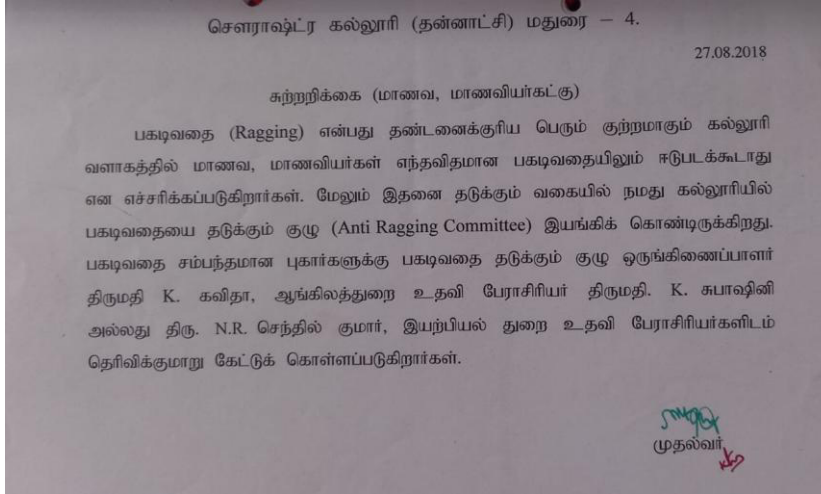 சௌராஷ்ட்ர கல்லூரி (தன்னாட்சி) மதுரை – 4.
27.08.2018
சுற்றறிக்கை (மாணவ, மாணவியர்கட்கு)
பகடிவதை (Ragging) என்பது தண்டனைக்குரிய பெரும் குற்றமாகும் கல்லூரி
வளாகத்தில் மாணவ, மாணவியர்கள் எந்தவிதமான பகடிவதையிலும் ஈடுபடக்கூடாது
என எச்சரிக்கப்படுகிறார்கள். மேலும் இதனை தடுக்கும் வகையில் நமது கல்லூரியில்
பகடிவதையை தடுக்கும் குழு (Anti Ragging Committee) இயங்கிக் கொண்டிருக்கிறது.
பகடிவதை சம்பந்தமான புகார்களுக்கு பகடிவதை தடுக்கும் குழு ஒருங்கிணைப்பாளர்
திருமதி K. கவிதா, ஆங்கிலத்துறை உதவி பேராசிரியர் திருமதி. K. சுபாஷினி
அல்லது திரு. N.R. செந்தில் குமார், இயற்பியல் துறை உதவி பேராசிரியர்களிடம்
தெரிவிக்குமாறு கேட்டுக் கொள்ளப்படுகிறார்கள்.
முதல்வர்